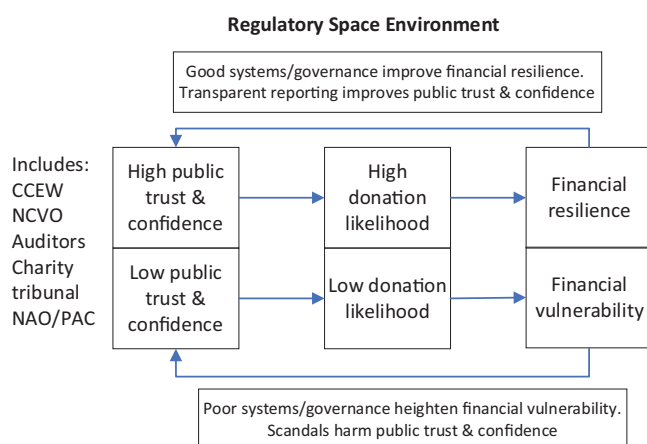 Regulatory Space Environment
Good systems/governance improve financial resilience.
Transparent reporting improves public trust & confidence
Includes:
CCEW
NCVO
Auditors
Charity
tribunal
NAO/PAC
High public
trust &
confidence
High
donation
likelihood
Financial
resilience
Low public
trust &
confidence
Low donation
likelihood
Financial
vulnerability
Poor systems/governance heighten financial vulnerability.
Scandals harm public trust & confidence